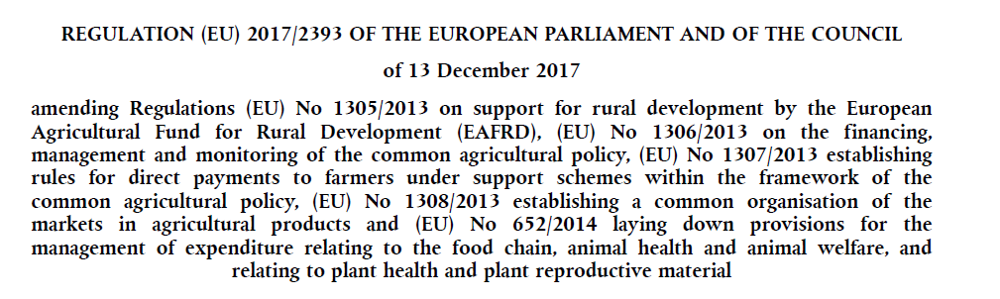 REGULATION (EU) 2017/2393 OF THE EUROPEAN PARLIAMENT AND OF THE COUNCIL
of 13 December 2017
amending Regulations (EU) No 1305/2013 on support for rural development by the European
Agricultural Fund for Rural Development (EAFRD), (EU) No 1306/2013 on the financing,
management and monitoring of the common agricultural policy, (EU) No 1307/2013 establishing
rules for direct payments to farmers under support schemes within the framework of the
common agricultural policy, (EU) No 1308/2013 establishing a common organisation of the
markets in agricultural products and (EU) No 652/2014 laying down provisions for the
management of expenditure relating to the food chain, animal health and animal welfare, and
relating to plant health and plant reproductive material